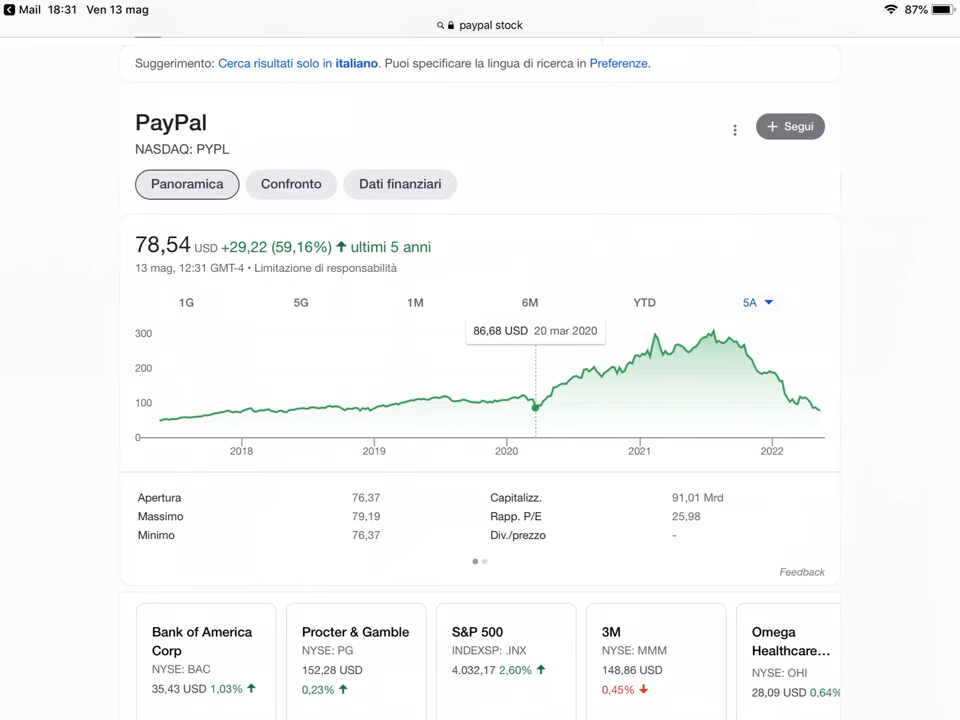 Mail 18:31 Ven 13 mag 87%
paypal stock
Suggerimento: Cerca risultati solo in italiano. Puoi specificare la lingua di ricerca in Preferenze.
PayPal
NASDAQ: PYPL
+ Segui
Panoramica Confronto Dati finanziari
78,54 USD +29,22 (59,16%) ↑ ultimi 5 anni
13 mag, 12:31 GMT-4 • Limitazione di responsabilità
1G 5G 1M 6M YTD 5A
86,68 USD 20 mar 2020
300
200
100
0
2018 2019 2020 2021 2022
Apertura 76,37 Capitalizz. 91,01 Mrd
Massimo 79,19 Rapp. P/E 25,98
Minimo 76,37 Div./prezzo -
Feedback
Bank of America
Corp
NYSE: BAC
35,43 USD 1,03% ↑
Procter & Gamble
NYSE: PG
152,28 USD
0,23% ↑
S&P 500
INDEXSP: .INX
4.032,17 2,60% ↑
3M
NYSE: MMM
148,86 USD
0,45% ↓
Omega
Healthcare...
NYSE: OHI
28,09 USD 0,64%